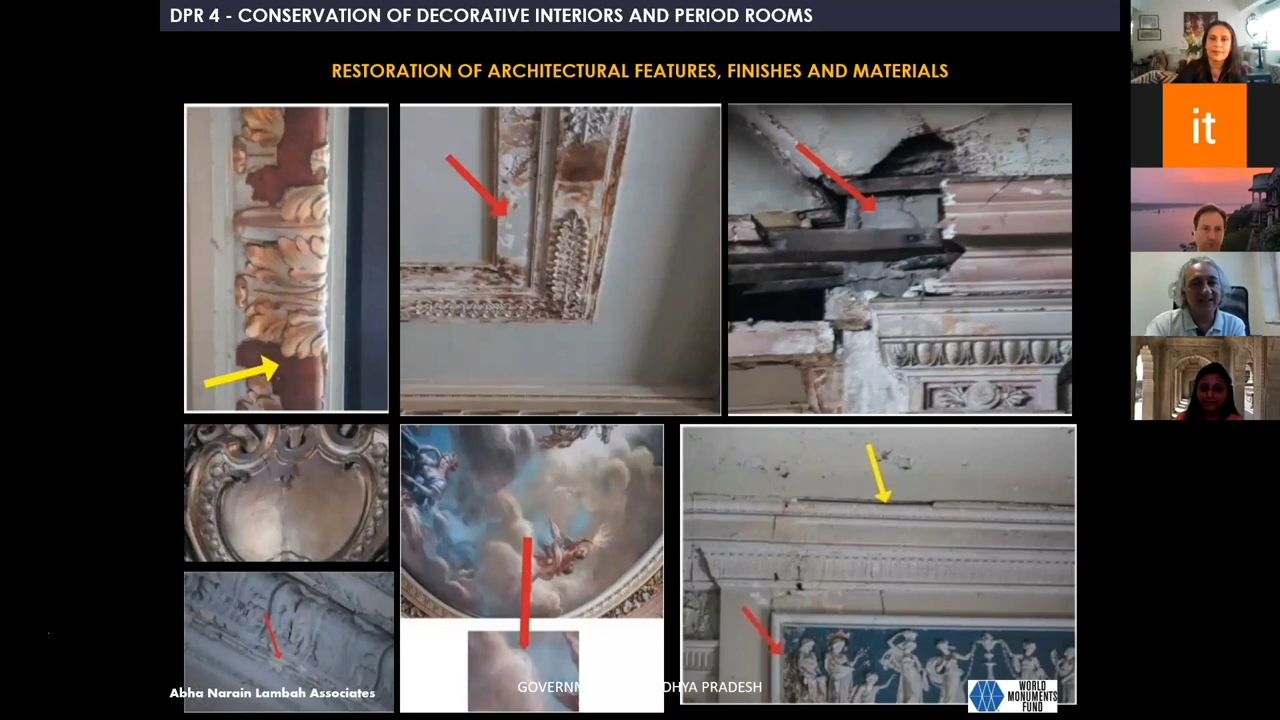 DPR 4 - CONSERVATION OF DECORATIVE INTERIORS AND PERIOD ROOMS
it
RESTORATION OF ARCHITECTURAL FEATURES, FINISHES AND MATERIALS
GOVERNM DHYA PRADESH
Abha Narain Lambah Associates
WORLD
MONUMENTS
FUND